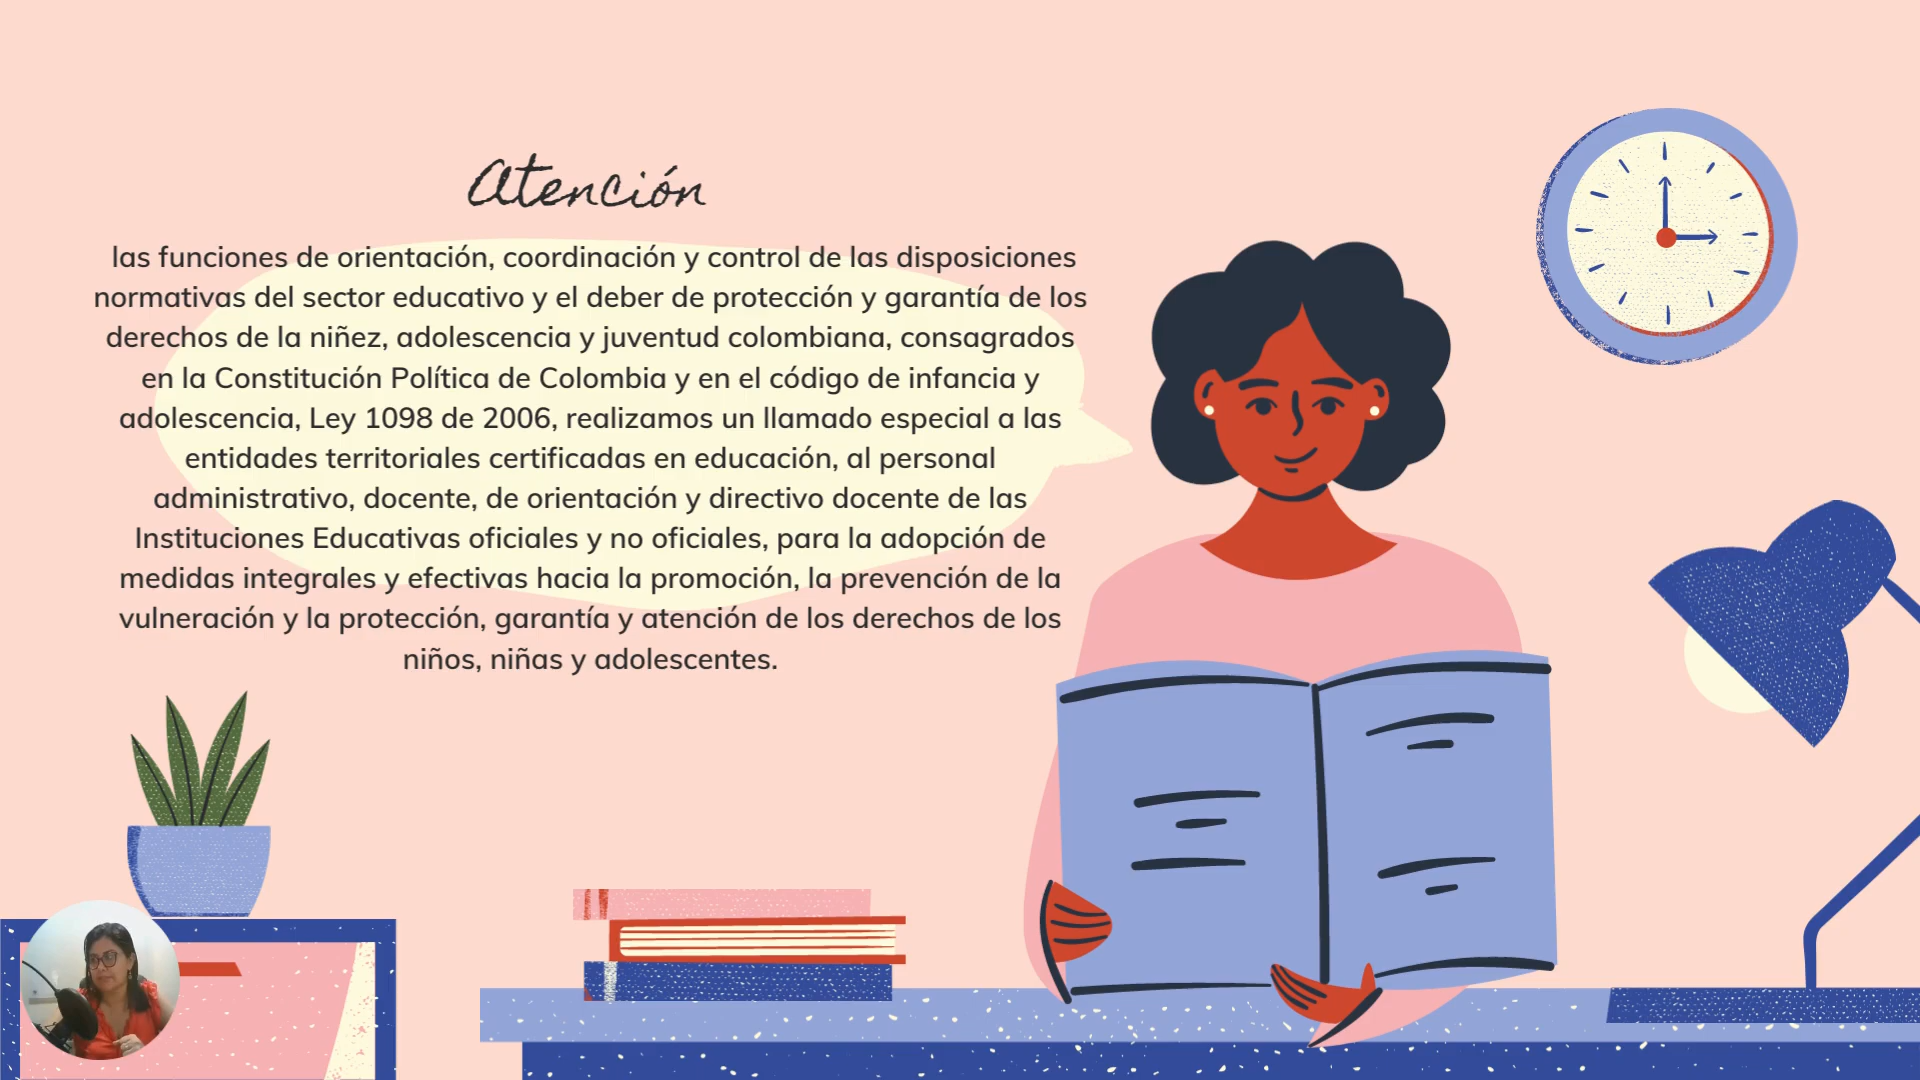 Atención
las funciones de orientación, coordinación y control de las disposiciones
normativas del sector educativo y el deber de protección y garantía de los
derechos de la niñez, adolescencia y juventud colombiana, consagrados
en la Constitución Política de Colombia y en el código de infancia y
adolescencia, Ley 1098 de 2006, realizamos un llamado especial a las
entidades territoriales certificadas en educación, al personal
administrativo, docente, de orientación y directivo docente de las
Instituciones Educativas oficiales y no oficiales, para la adopción de
medidas integrales y efectivas hacia la promoción, la prevención de la
vulneración y la protección, garantía y atención de los derechos de los
niños, niñas y adolescentes.